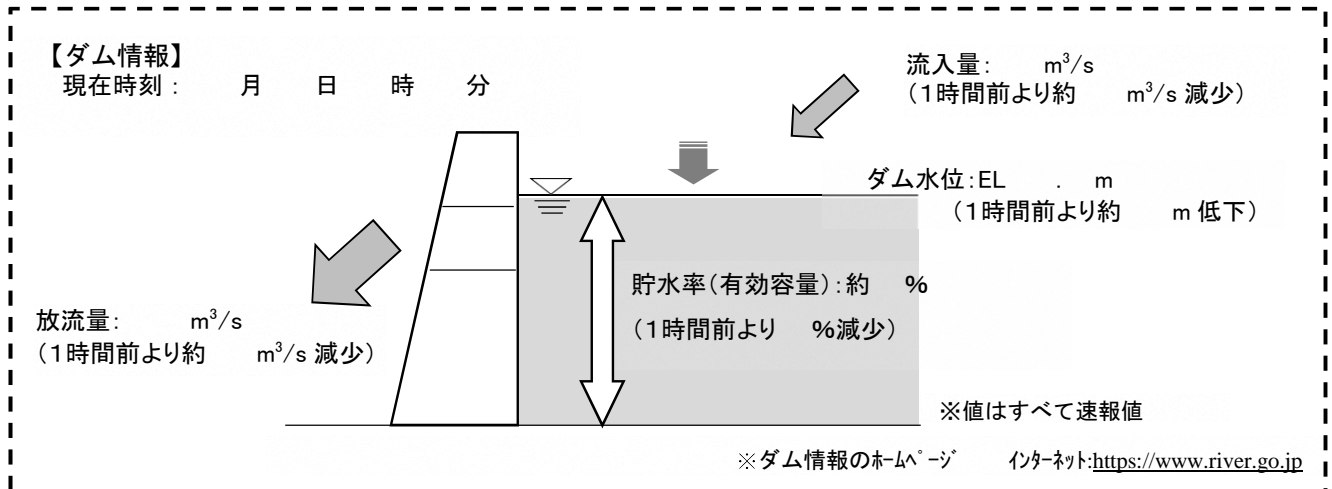 【ダム情報】
現在時刻： 月 日 時 分
流入量： m³/s
（１時間前より約 m³/s 減少）
ダム水位：EL . m
（１時間前より約 m 低下）
貯水率（有効容量）：約 %
（１時間前より %減少）
放流量： m³/s
（１時間前より約 m³/s 減少）
※値はすべて速報値
※ダム情報のﾎｰﾑﾍﾟｰｼﾞ ｲﾝﾀｰﾈｯﾄ:https://www.river.go.jp